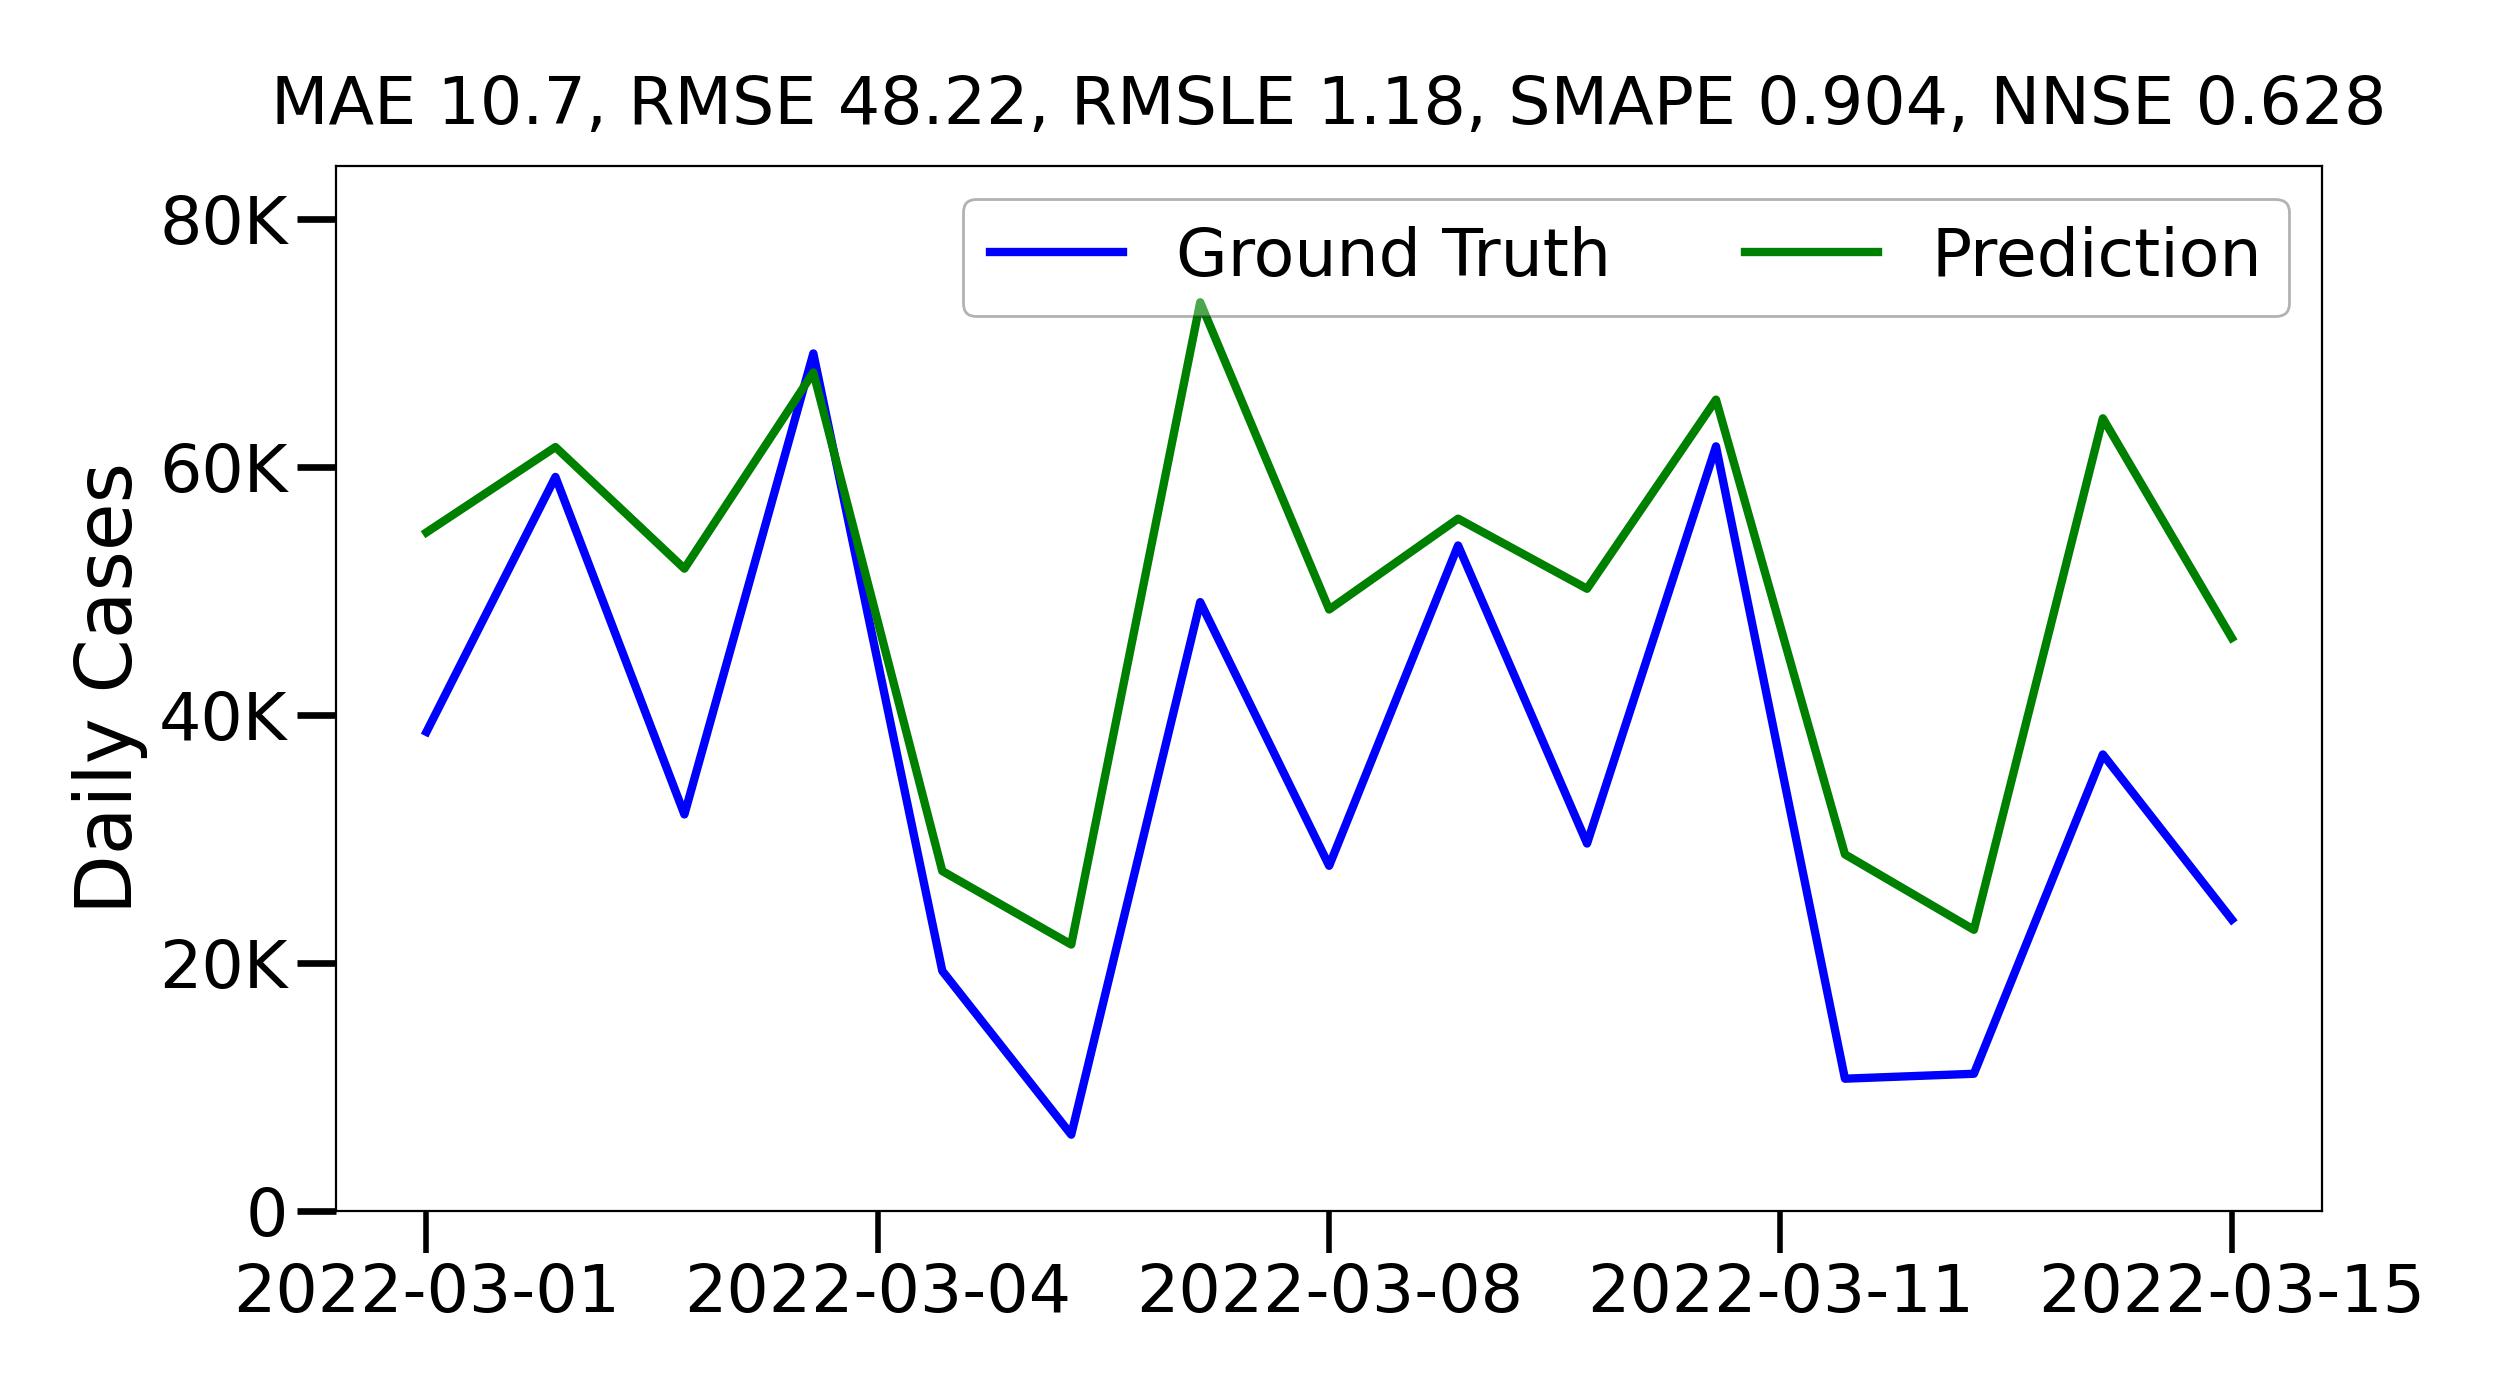 MAE 10.7, RMSE 48.22, RMSLE 1.18, SMAPE 0.904, NNSE 0.628
Ground Truth
Prediction
Daily Cases
80K
60K
40K
20K
0
2022-03-01
2022-03-04
2022-03-08
2022-03-11
2022-03-15